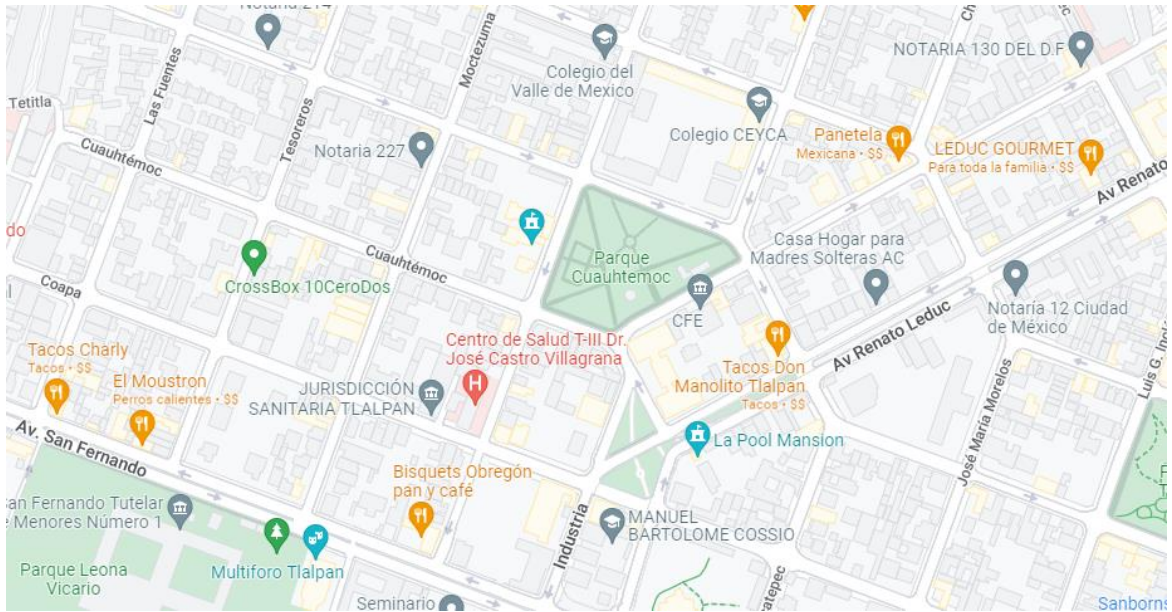 Notaria 214
Moctezuma
Colegio del
Valle de Mexico
NOTARIA 130 DEL D.F
Las Fuentes
Tetitla
Tesoreros
Colegio CEYCA
Panetela
Mexicana • $$
LEDUC GOURMET
Para toda la familia • $$
Cuauhtémoc
Notaria 227
Av Renato
Casa Hogar para
Madres Solteras AC
Parque
Cuauhtemoc
Cuauhtémoc
CrossBox 10CeroDos
Coapa
CFE
Notaría 12 Ciudad
de México
Av Renato Leduc
Centro de Salud T-III Dr.
José Castro Villagrana
Tacos Charly
Tacos • $$
El Moustron
Perros calientes • $$
JURISDICCIÓN
SANITARIA TLALPAN
Tacos Don
Manolito Tlalpan
Tacos • $$
José María Morelos
Luis G.
Av. San Fernando
La Pool Mansion
Bisquets Obregón
pan y café
San Fernando Tutelar
Menores Número 1
Industria
MANUEL
BARTOLOME COSSIO
Parque Leona
Vicario
Multiforo Tlalpan
Seminario
Sanborns